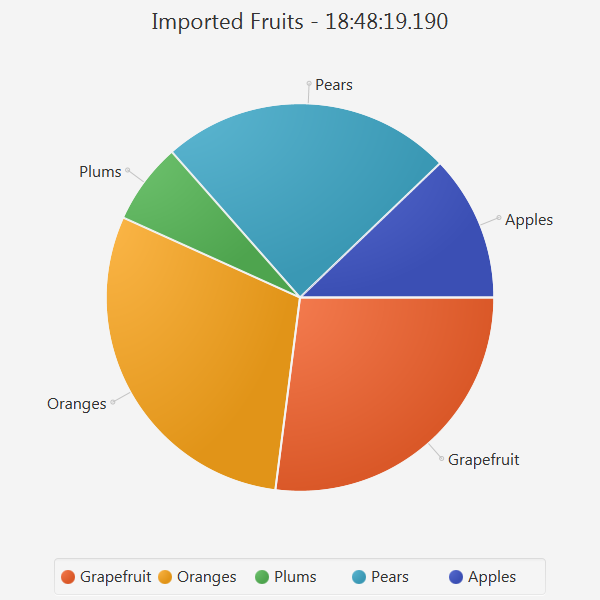 Imported Fruits - 18:48:19.190
Pears
Plums
Apples
Oranges
Grapefruit
Grapefruit Oranges Plums Pears Apples